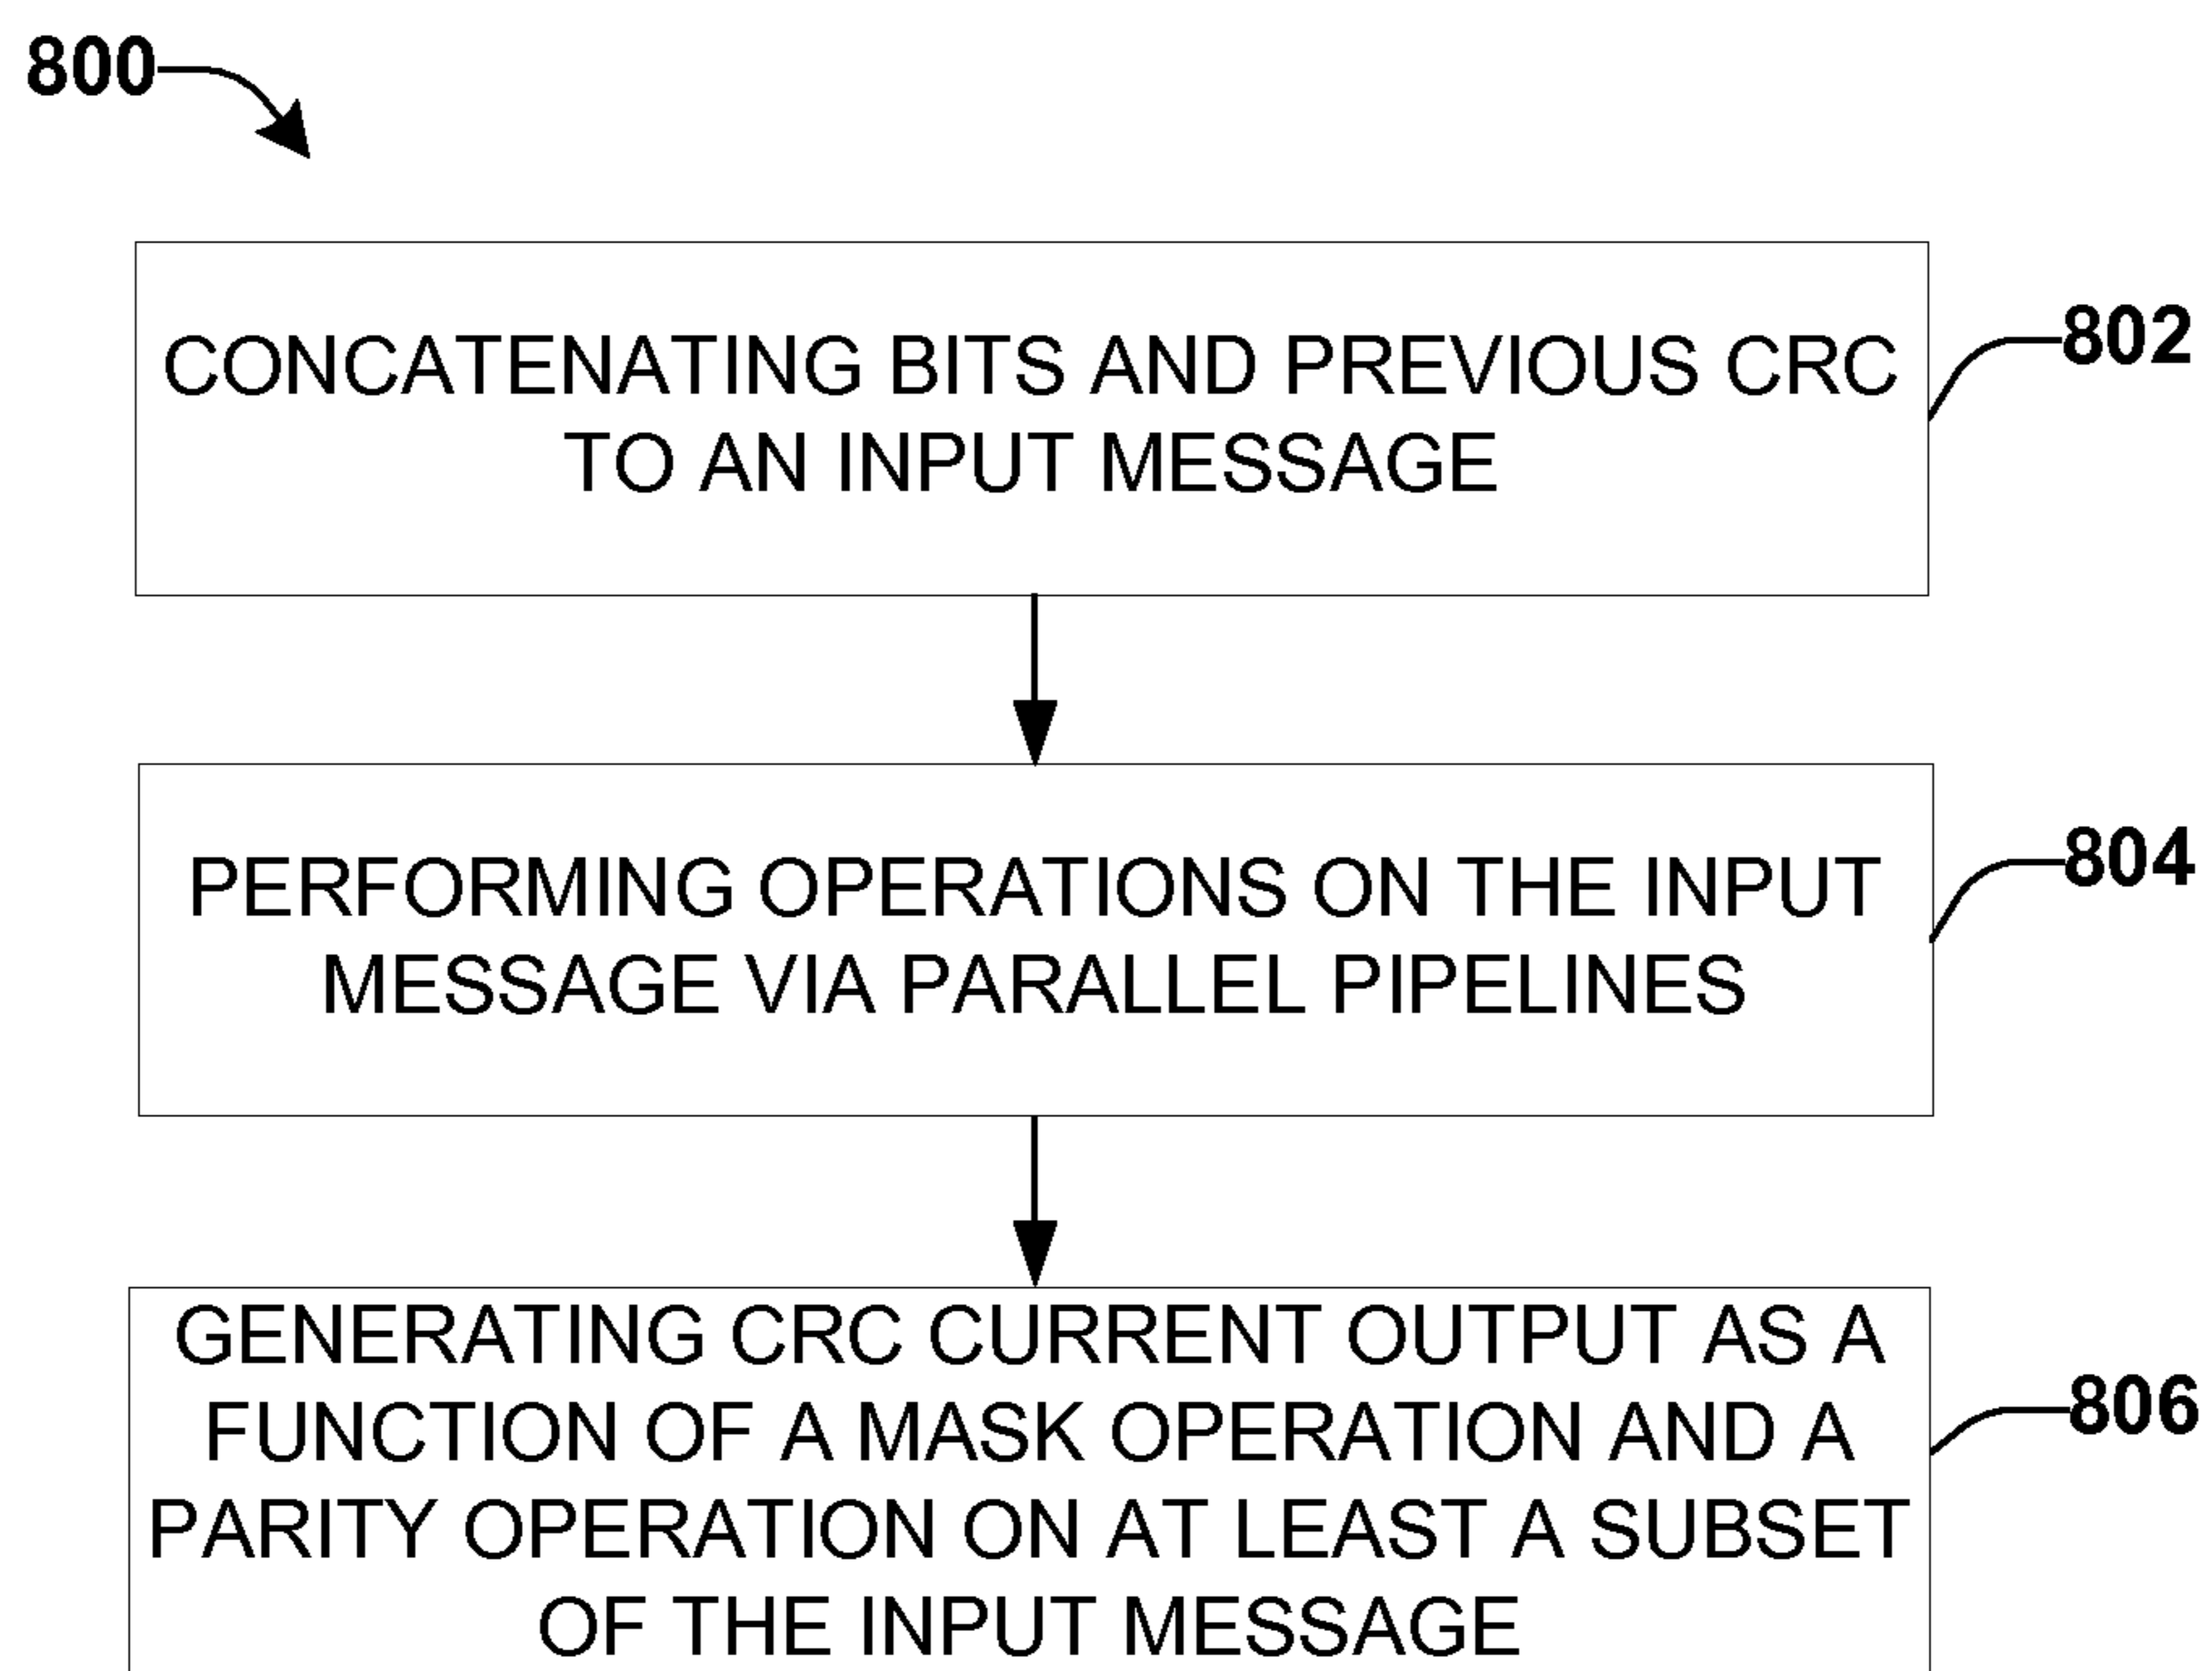 800
CONCATENATING BITS AND PREVIOUS CRC
TO AN INPUT MESSAGE
802
PERFORMING OPERATIONS ON THE INPUT
MESSAGE VIA PARALLEL PIPELINES
804
GENERATING CRC CURRENT OUTPUT AS A
FUNCTION OF A MASK OPERATION AND A
PARITY OPERATION ON AT LEAST A SUBSET
OF THE INPUT MESSAGE
806